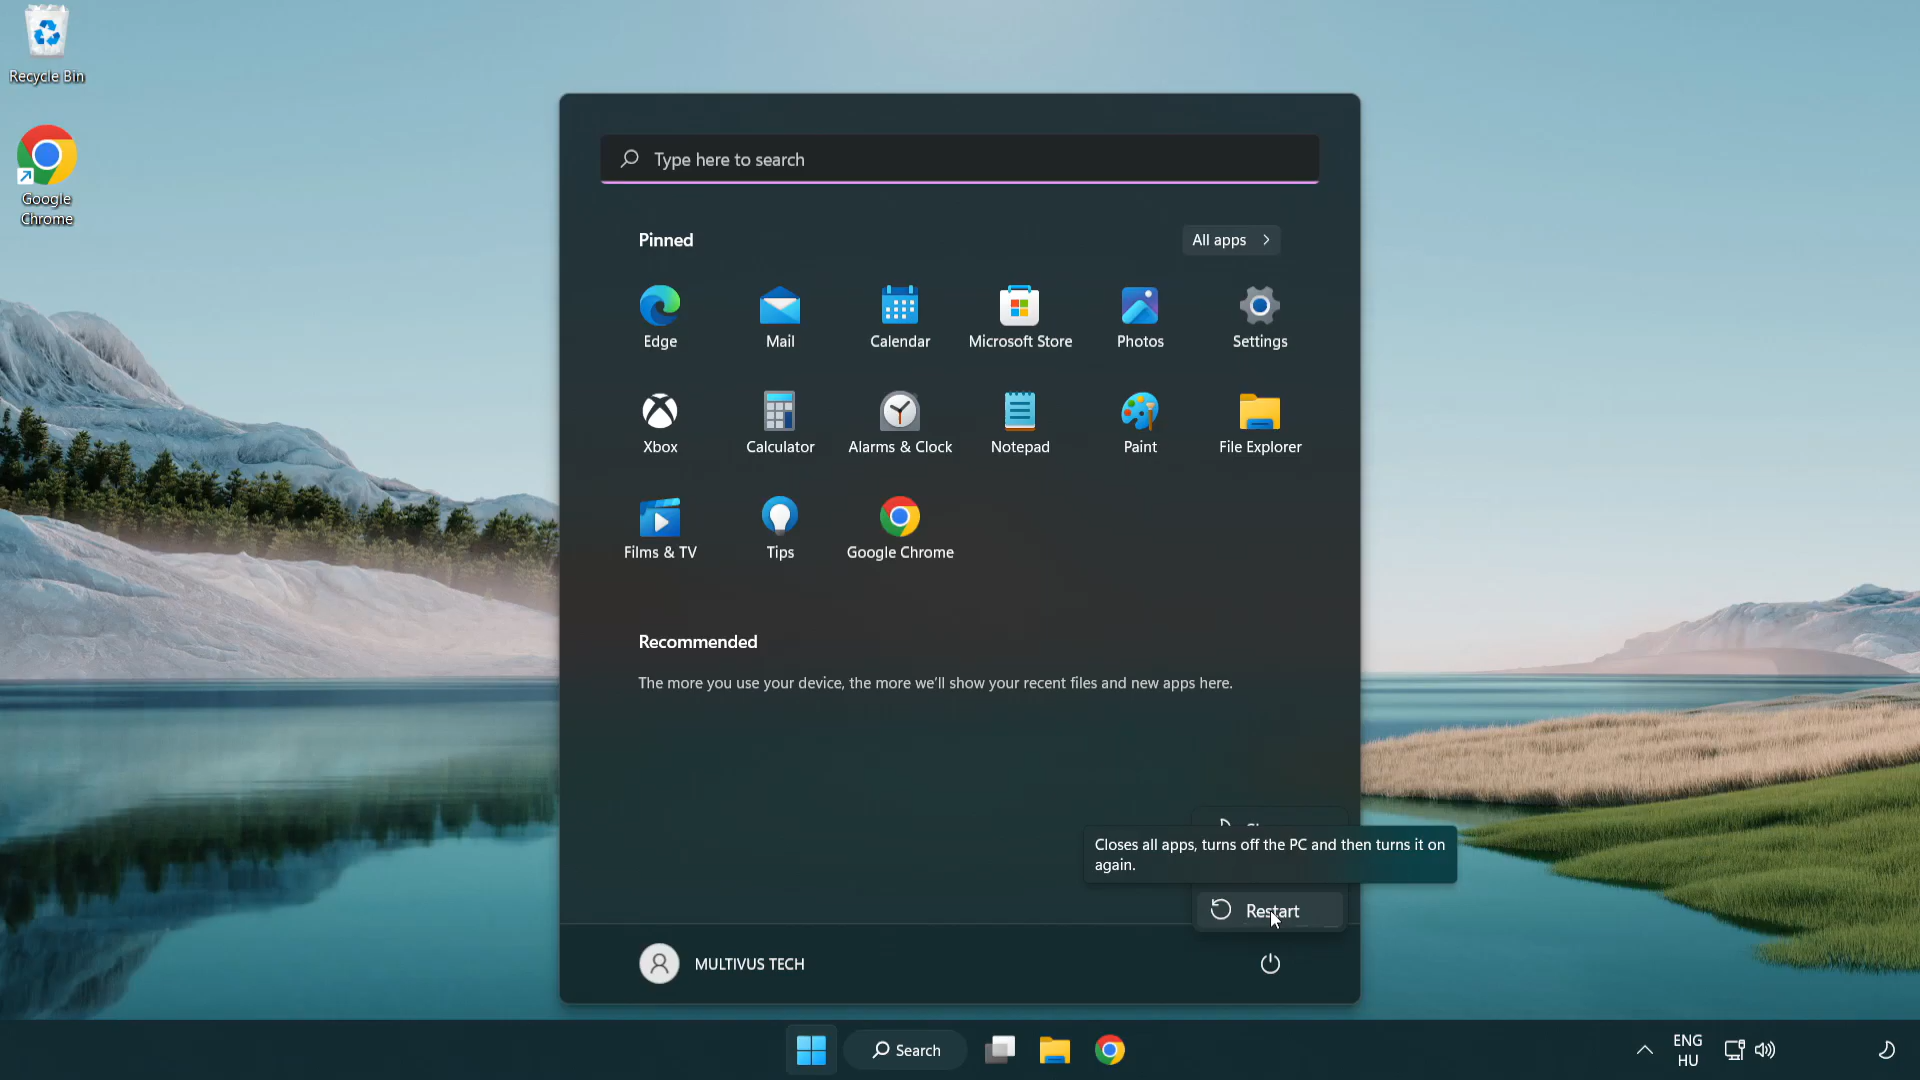 Recycle Bin
Google
Chrome
Type here to search
Pinned
All apps
Edge
Mail
Calendar
Microsoft Store
Photos
Settings
Xbox
Calculator
Alarms & Clock
Notepad
Paint
File Explorer
Films & TV
Tips
Google Chrome
Recommended
The more you use your device, the more we'll show your recent files and new apps here.
Closes all apps, turns off the PC and then turns it on
again.
Restart
MULTIVUS TECH
Search
ENG
HU